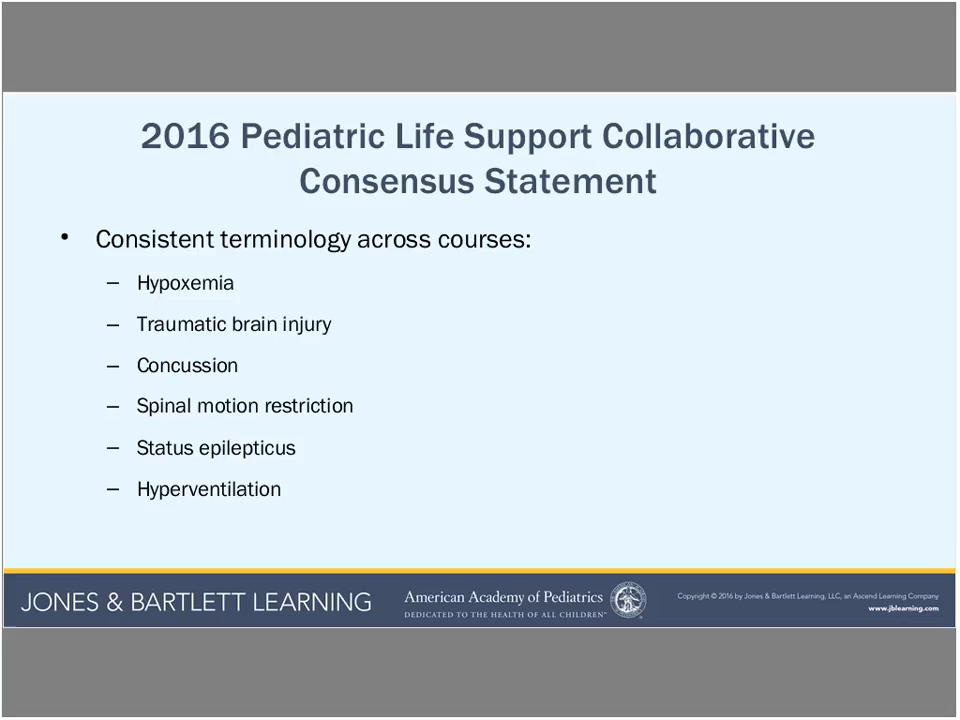 2016 Pediatric Life Support Collaborative
Consensus Statement
• Consistent terminology across courses:
– Hypoxemia
– Traumatic brain injury
– Concussion
– Spinal motion restriction
– Status epilepticus
– Hyperventilation
JONES & BARTLETT LEARNING
American Academy of Pediatrics
DEDICATED TO THE HEALTH OF ALL CHILDREN™
Copyright © 2016 by Jones & Bartlett Learning, LLC, an Ascend Learning Company
www.jblearning.com